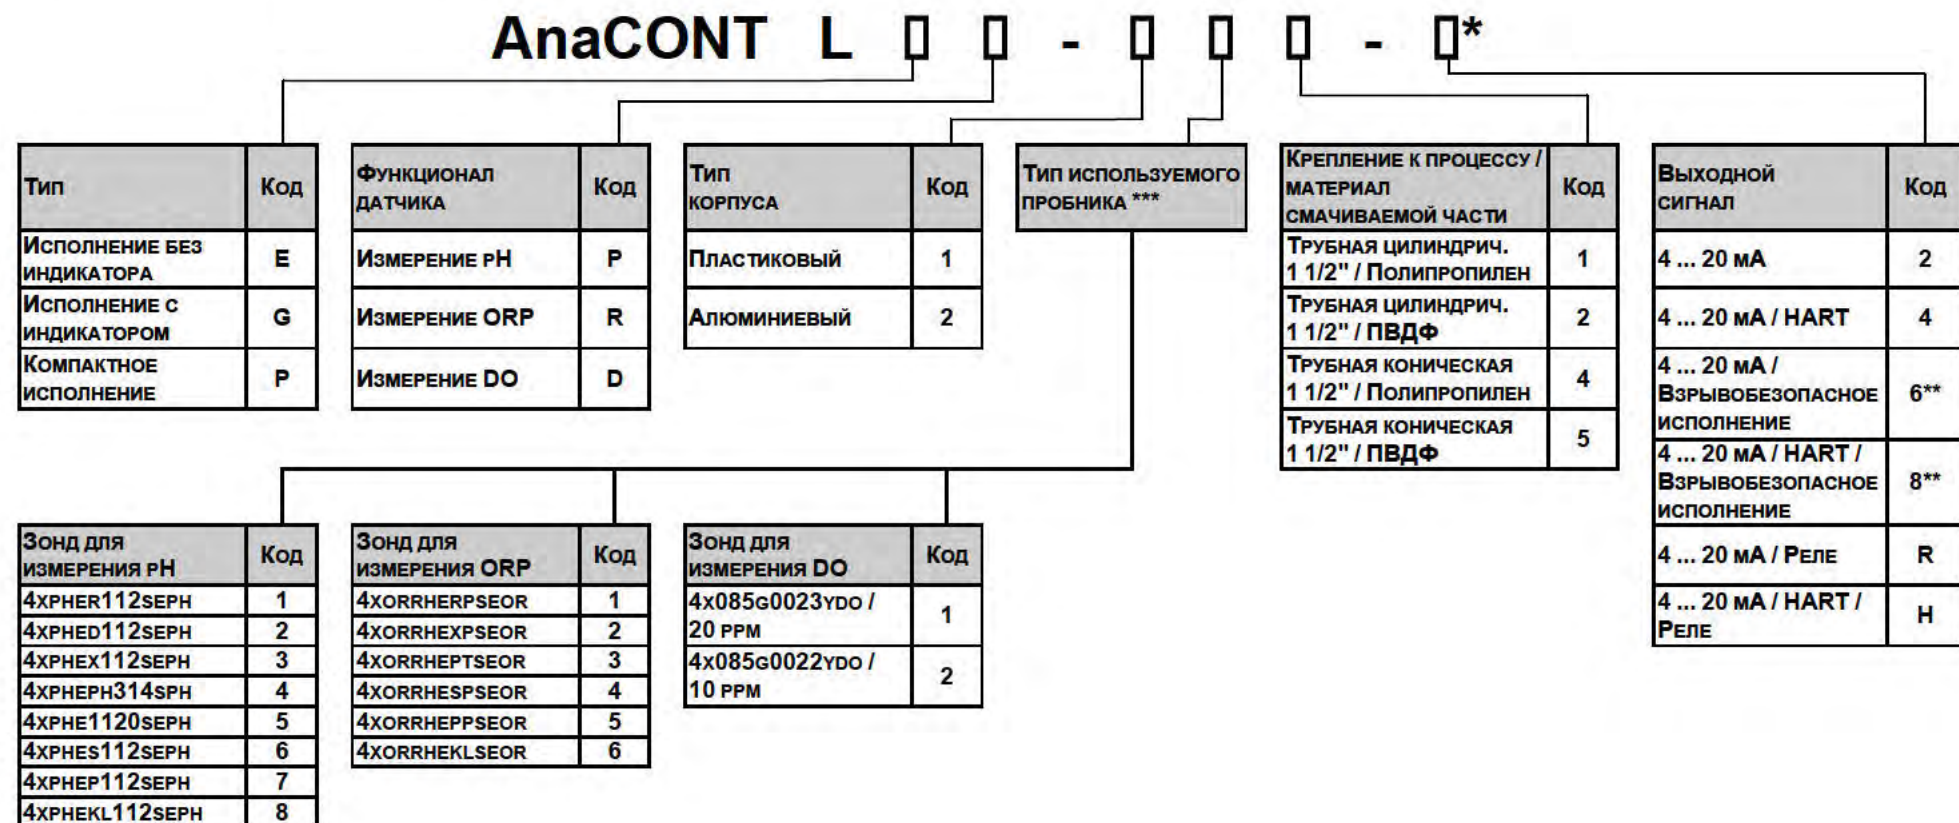 AnaCONT L ▯ ▯ - ▯ ▯ ▯ - ▯*
Тип Код
Исполнение без
индикатора E
Исполнение с
индикатором G
Компактное
исполнение P
Функционал
датчика Код
Измерение pH P
Измерение ORP R
Измерение DO D
Тип
корпуса Код
Пластиковый 1
Алюминиевый 2
Тип используемого
пробника ***
Крепление к процессу /
материал
смачиваемой части Код
Трубная цилиндрич.
1 1/2" / Полипропилен 1
Трубная цилиндрич.
1 1/2" / ПВДФ 2
Трубная коническая
1 1/2" / Полипропилен 4
Трубная коническая
1 1/2" / ПВДФ 5
Выходной
сигнал Код
4 ... 20 мА 2
4 ... 20 мА / HART 4
4 ... 20 мА /
Взрывобезопасное
исполнение 6**
4 ... 20 мА / HART /
Взрывобезопасное
исполнение 8**
4 ... 20 мА / Реле R
4 ... 20 мА / HART /
Реле H
Зонд для
измерения pH Код
4xpher112seph 1
4xphed112seph 2
4xphex112seph 3
4xpheph314sph 4
4xphe1120seph 5
4xphes112seph 6
4xphep112seph 7
4xphekl112seph 8
Зонд для
измерения ORP Код
4xorrherpseor 1
4xorrhexpseor 2
4xorrheptseor 3
4xorrhespseor 4
4xorrheppseor 5
4xorrheklseor 6
Зонд для
измерения DO Код
4x085g0023ydo /
20 ppm 1
4x085g0022ydo /
10 ppm 2